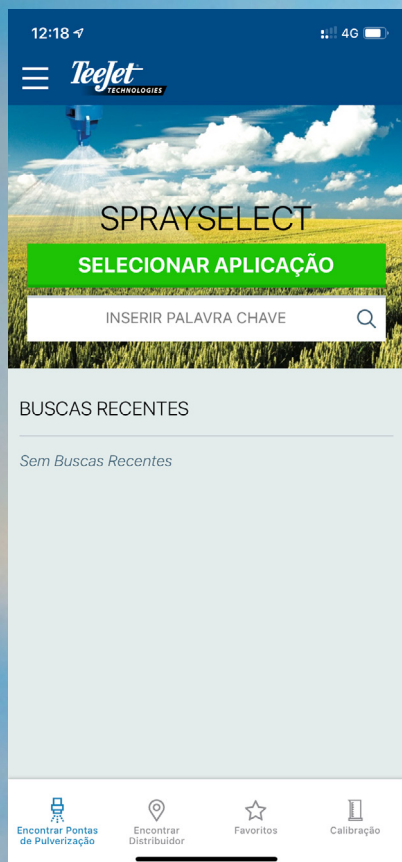 12:18
4G
TeeJet
TECHNOLOGIES
SPRAYSELECT
SELECIONAR APLICAÇÃO
INSERIR PALAVRA CHAVE
BUSCAS RECENTES
Sem Buscas Recentes
Encontrar Pontas
de Pulverização
Encontrar
Distribuidor
Favoritos
Calibração